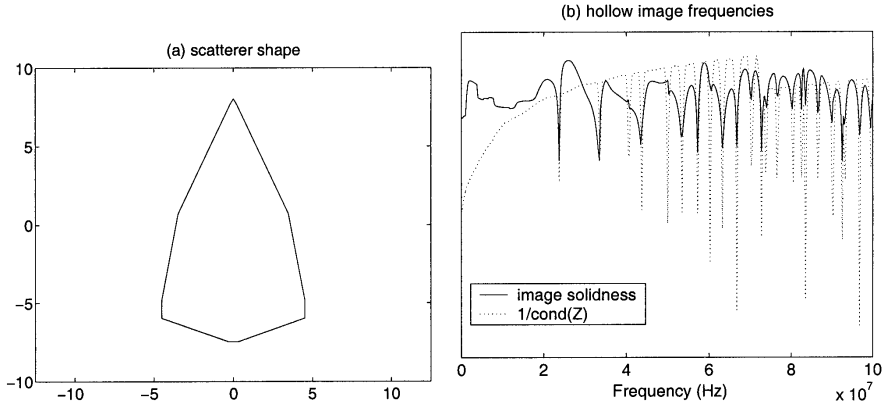 (a) scatterer shape
10
5
0
−5
−10
−10
−5
0
5
10
(b) hollow image frequencies
image solidness
1/cond(Z)
0
2
4
6
8
10
Frequency (Hz)
x 10^7